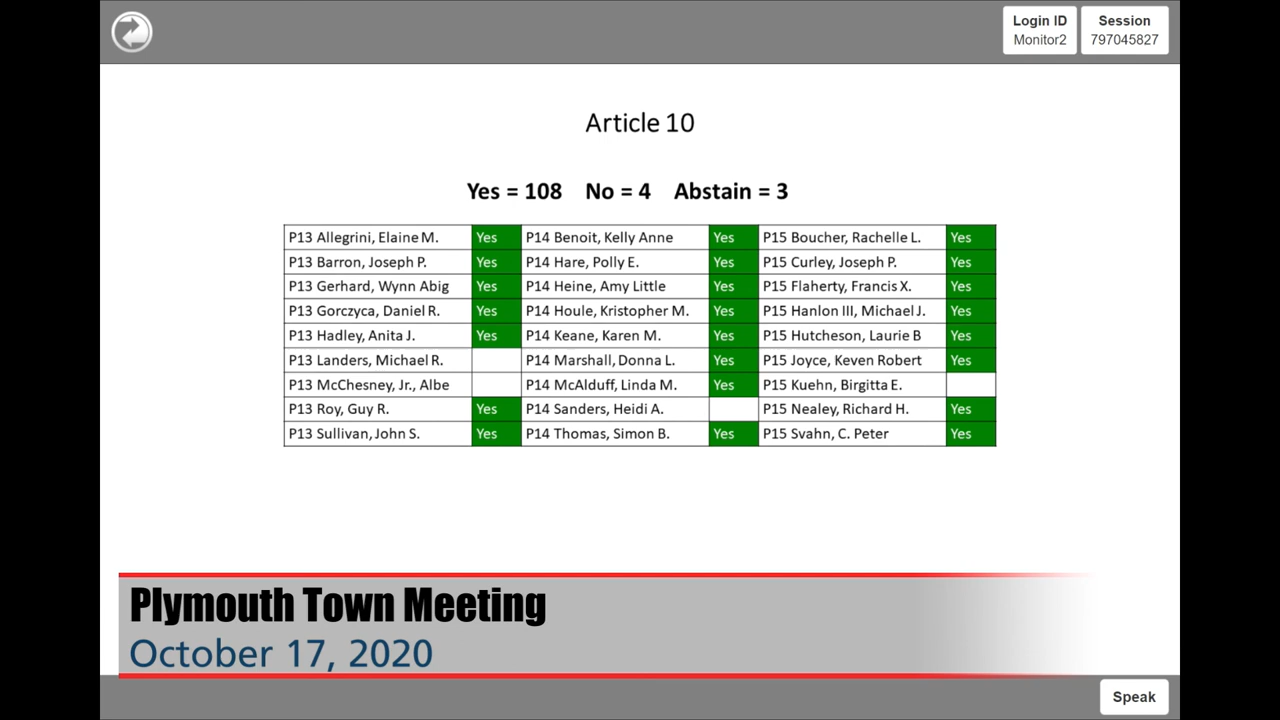 Login ID
Monitor2
Session
797045827
Article 10
Yes = 108 No = 4 Abstain = 3
P13 Allegrini, Elaine M. Yes P14 Benoit, Kelly Anne Yes P15 Boucher, Rachelle L. Yes
P13 Barron, Joseph P. Yes P14 Hare, Polly E. Yes P15 Curley, Joseph P. Yes
P13 Gerhard, Wynn Abig Yes P14 Heine, Amy Little Yes P15 Flaherty, Francis X. Yes
P13 Gorczyca, Daniel R. Yes P14 Houle, Kristopher M. Yes P15 Hanlon III, Michael J. Yes
P13 Hadley, Anita J. Yes P14 Keane, Karen M. Yes P15 Hutcheson, Laurie B Yes
P13 Landers, Michael R. P14 Marshall, Donna L. Yes P15 Joyce, Keven Robert Yes
P13 McChesney, Jr., Albe P14 McAlduff, Linda M. Yes P15 Kuehn, Birgitta E.
P13 Roy, Guy R. Yes P14 Sanders, Heidi A. P15 Nealey, Richard H. Yes
P13 Sullivan, John S. Yes P14 Thomas, Simon B. Yes P15 Svahn, C. Peter Yes
Plymouth Town Meeting
October 17, 2020
Speak